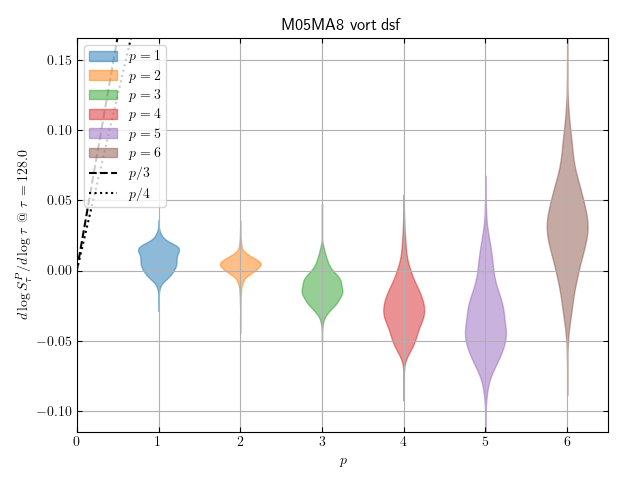 M05MA8 vort dsf
0.15
0.10
0.05
0.00
−0.05
−0.10
d log S_τ^P / d log τ @ τ = 128.0
p = 1
p = 2
p = 3
p = 4
p = 5
p = 6
p/3
p/4
0 1 2 3 4 5 6
p